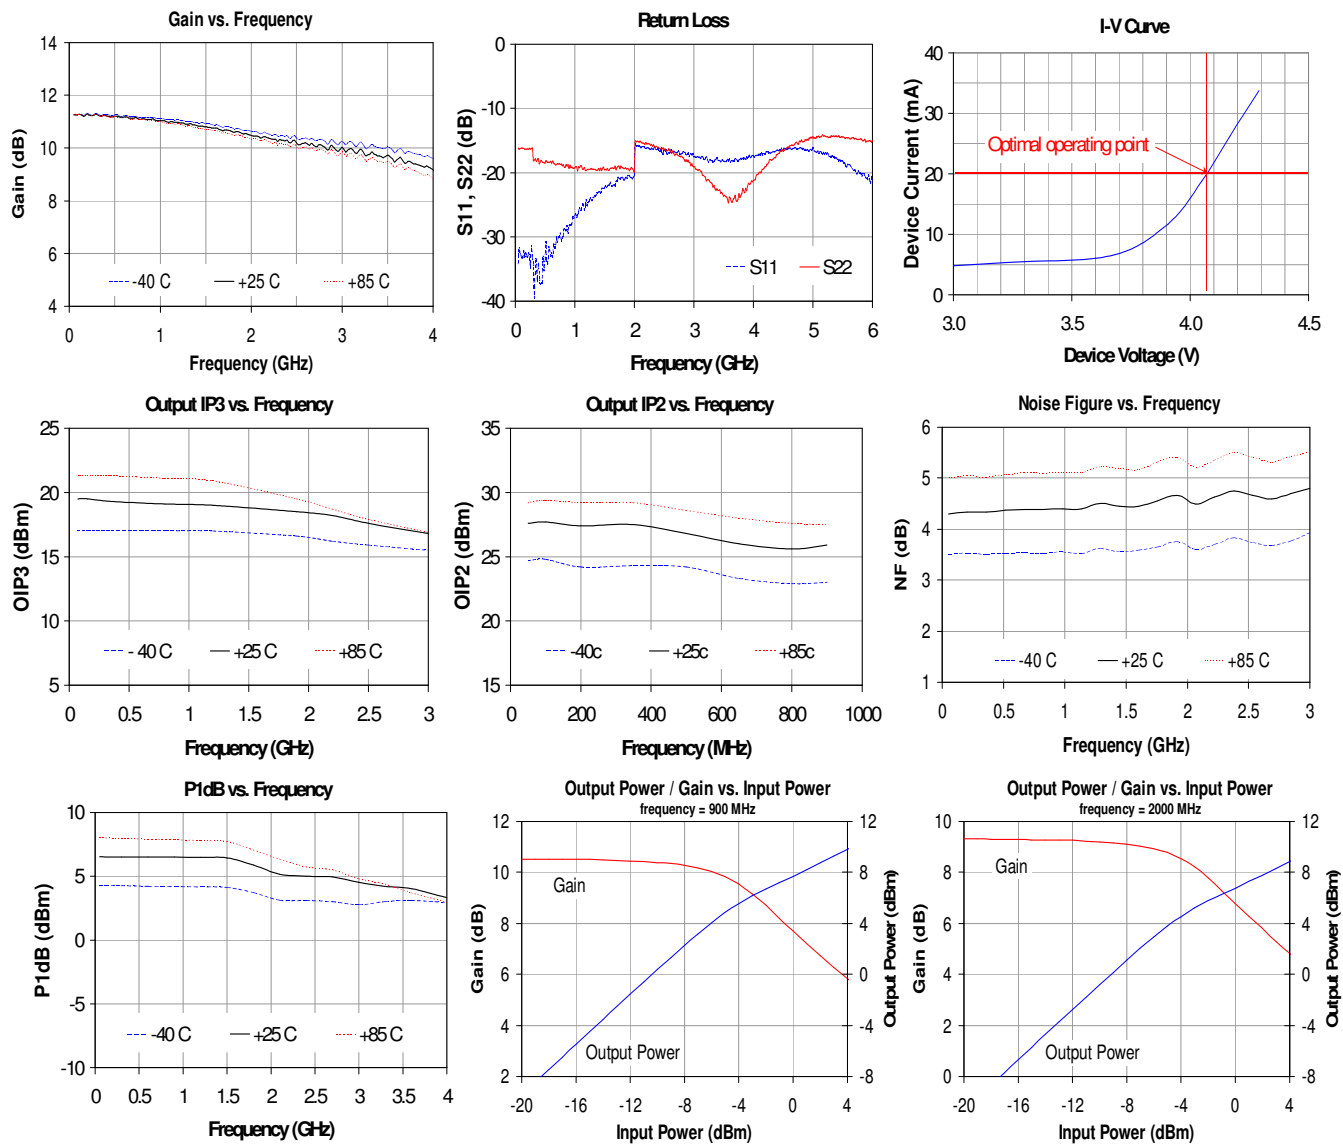 Gain vs. Frequency
14
12
10
8
6
4
Gain (dB)
-40 C
+25 C
+85 C
0
1
2
3
4
Frequency (GHz)
Return Loss
0
-10
-20
-30
-40
S11, S22 (dB)
S11
S22
0
1
2
3
4
5
6
Frequency (GHz)
I-V Curve
40
30
20
10
0
Device Current (mA)
Optimal operating point
3.0
3.5
4.0
4.5
Device Voltage (V)
Output IP3 vs. Frequency
25
20
15
10
5
OIP3 (dBm)
- 40 C
+25 C
+85 C
0
0.5
1
1.5
2
2.5
3
Frequency (GHz)
Output IP2 vs. Frequency
35
30
25
20
15
OIP2 (dBm)
-40c
+25c
+85c
0
200
400
600
800
1000
Frequency (MHz)
Noise Figure vs. Frequency
6
5
4
3
2
1
NF (dB)
-40 C
+25 C
+85 C
0
0.5
1
1.5
2
2.5
3
Frequency (GHz)
P1dB vs. Frequency
10
5
0
-5
-10
P1dB (dBm)
-40 C
+25 C
+85 C
0
0.5
1
1.5
2
2.5
3
3.5
4
Frequency (GHz)
Output Power / Gain vs. Input Power
frequency = 900 MHz
12
10
8
6
4
2
Gain (dB)
Gain
Output Power
12
8
4
0
-4
-8
Output Power (dBm)
-20
-16
-12
-8
-4
0
4
Input Power (dBm)
Output Power / Gain vs. Input Power
frequency = 2000 MHz
10
8
6
4
2
0
Gain (dB)
Gain
Output Power
12
8
4
0
-4
-8
Output Power (dBm)
-20
-16
-12
-8
-4
0
4
Input Power (dBm)